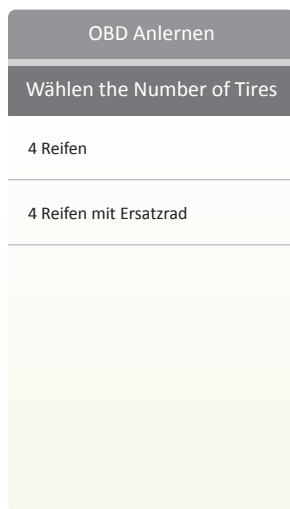 OBD Anlernen
Wählen the Number of Tires
4 Reifen
4 Reifen mit Ersatzrad